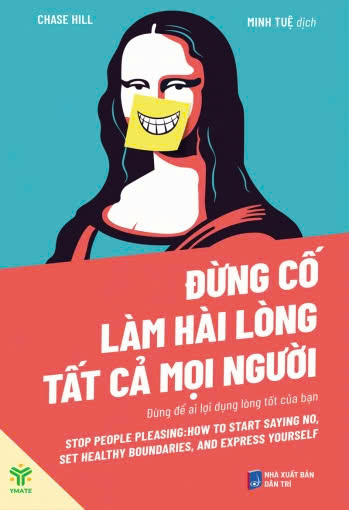 CHASE HILL
MINH TUỆ dịch
ĐỪNG CỐ
LÀM HÀI LÒNG
TẤT CẢ MỌI NGƯỜI
Đừng để ai lợi dụng lòng tốt của bạn
STOP PEOPLE PLEASING:HOW TO START SAYING NO,
SET HEALTHY BOUNDARIES, AND EXPRESS YOURSELF
YMATE
NHÀ XUẤT BẢN
DÂN TRÍ